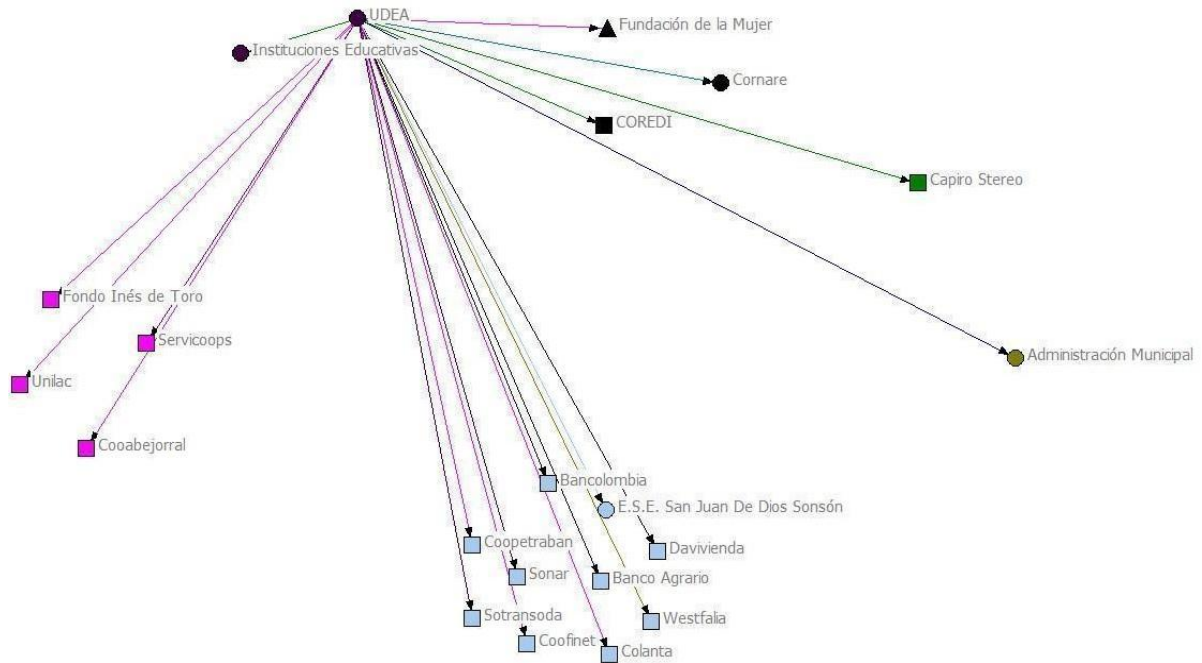 UDEA
Fundación de la Mujer
Instituciones Educativas
Cornare
COREDI
Capiro Stereo
Fondo Inés de Toro
Servicoops
Administración Municipal
Unilac
Cooabejorral
Bancolombia
E.S.E. San Juan De Dios Sonsón
Coopetraban
Davivienda
Sonar
Banco Agrario
Sotransoda
Westfalia
Coofinet
Colanta